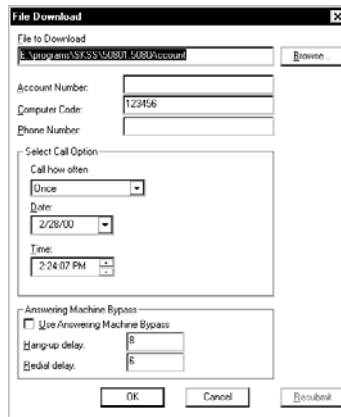 File Download
File to Download
E:\programs\SKSS\50801.5080Account
Browse...
Account Number:
Computer Code: 123456
Phone Number:
Select Call Option
Call how often
Once
Date:
2/28/00
Time:
2:24:07 PM
Answering Machine Bypass
Use Answering Machine Bypass
Hang-up delay: 8
Redial delay: 6
OK Cancel Resubmit